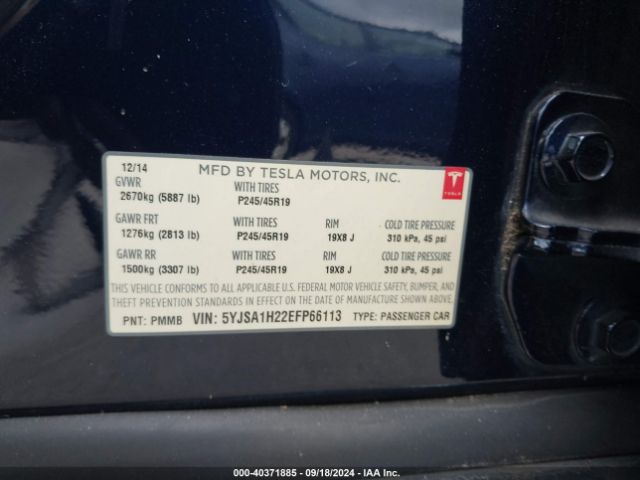 12/14 MFD BY TESLA MOTORS, INC.
GVWR WITH TIRES
2670kg (5887 lb) P245/45R19
TESLA
GAWR FRT WITH TIRES RIM COLD TIRE PRESSURE
1276kg (2813 lb) P245/45R19 19X8 J 310 kPa, 45 psi
GAWR RR WITH TIRES RIM COLD TIRE PRESSURE
1500kg (3307 lb) P245/45R19 19X8 J 310 kPa, 45 psi
THIS VEHICLE CONFORMS TO ALL APPLICABLE U.S. FEDERAL MOTOR VEHICLE SAFETY, BUMPER, AND
THEFT PREVENTION STANDARDS IN EFFECT ON THE DATE OF MANUFACTURE SHOWN ABOVE.
PNT: PMMB VIN: 5YJSA1H22EFP66113 TYPE: PASSENGER CAR
000-40371885 - 09/18/2024 - IAA Inc.